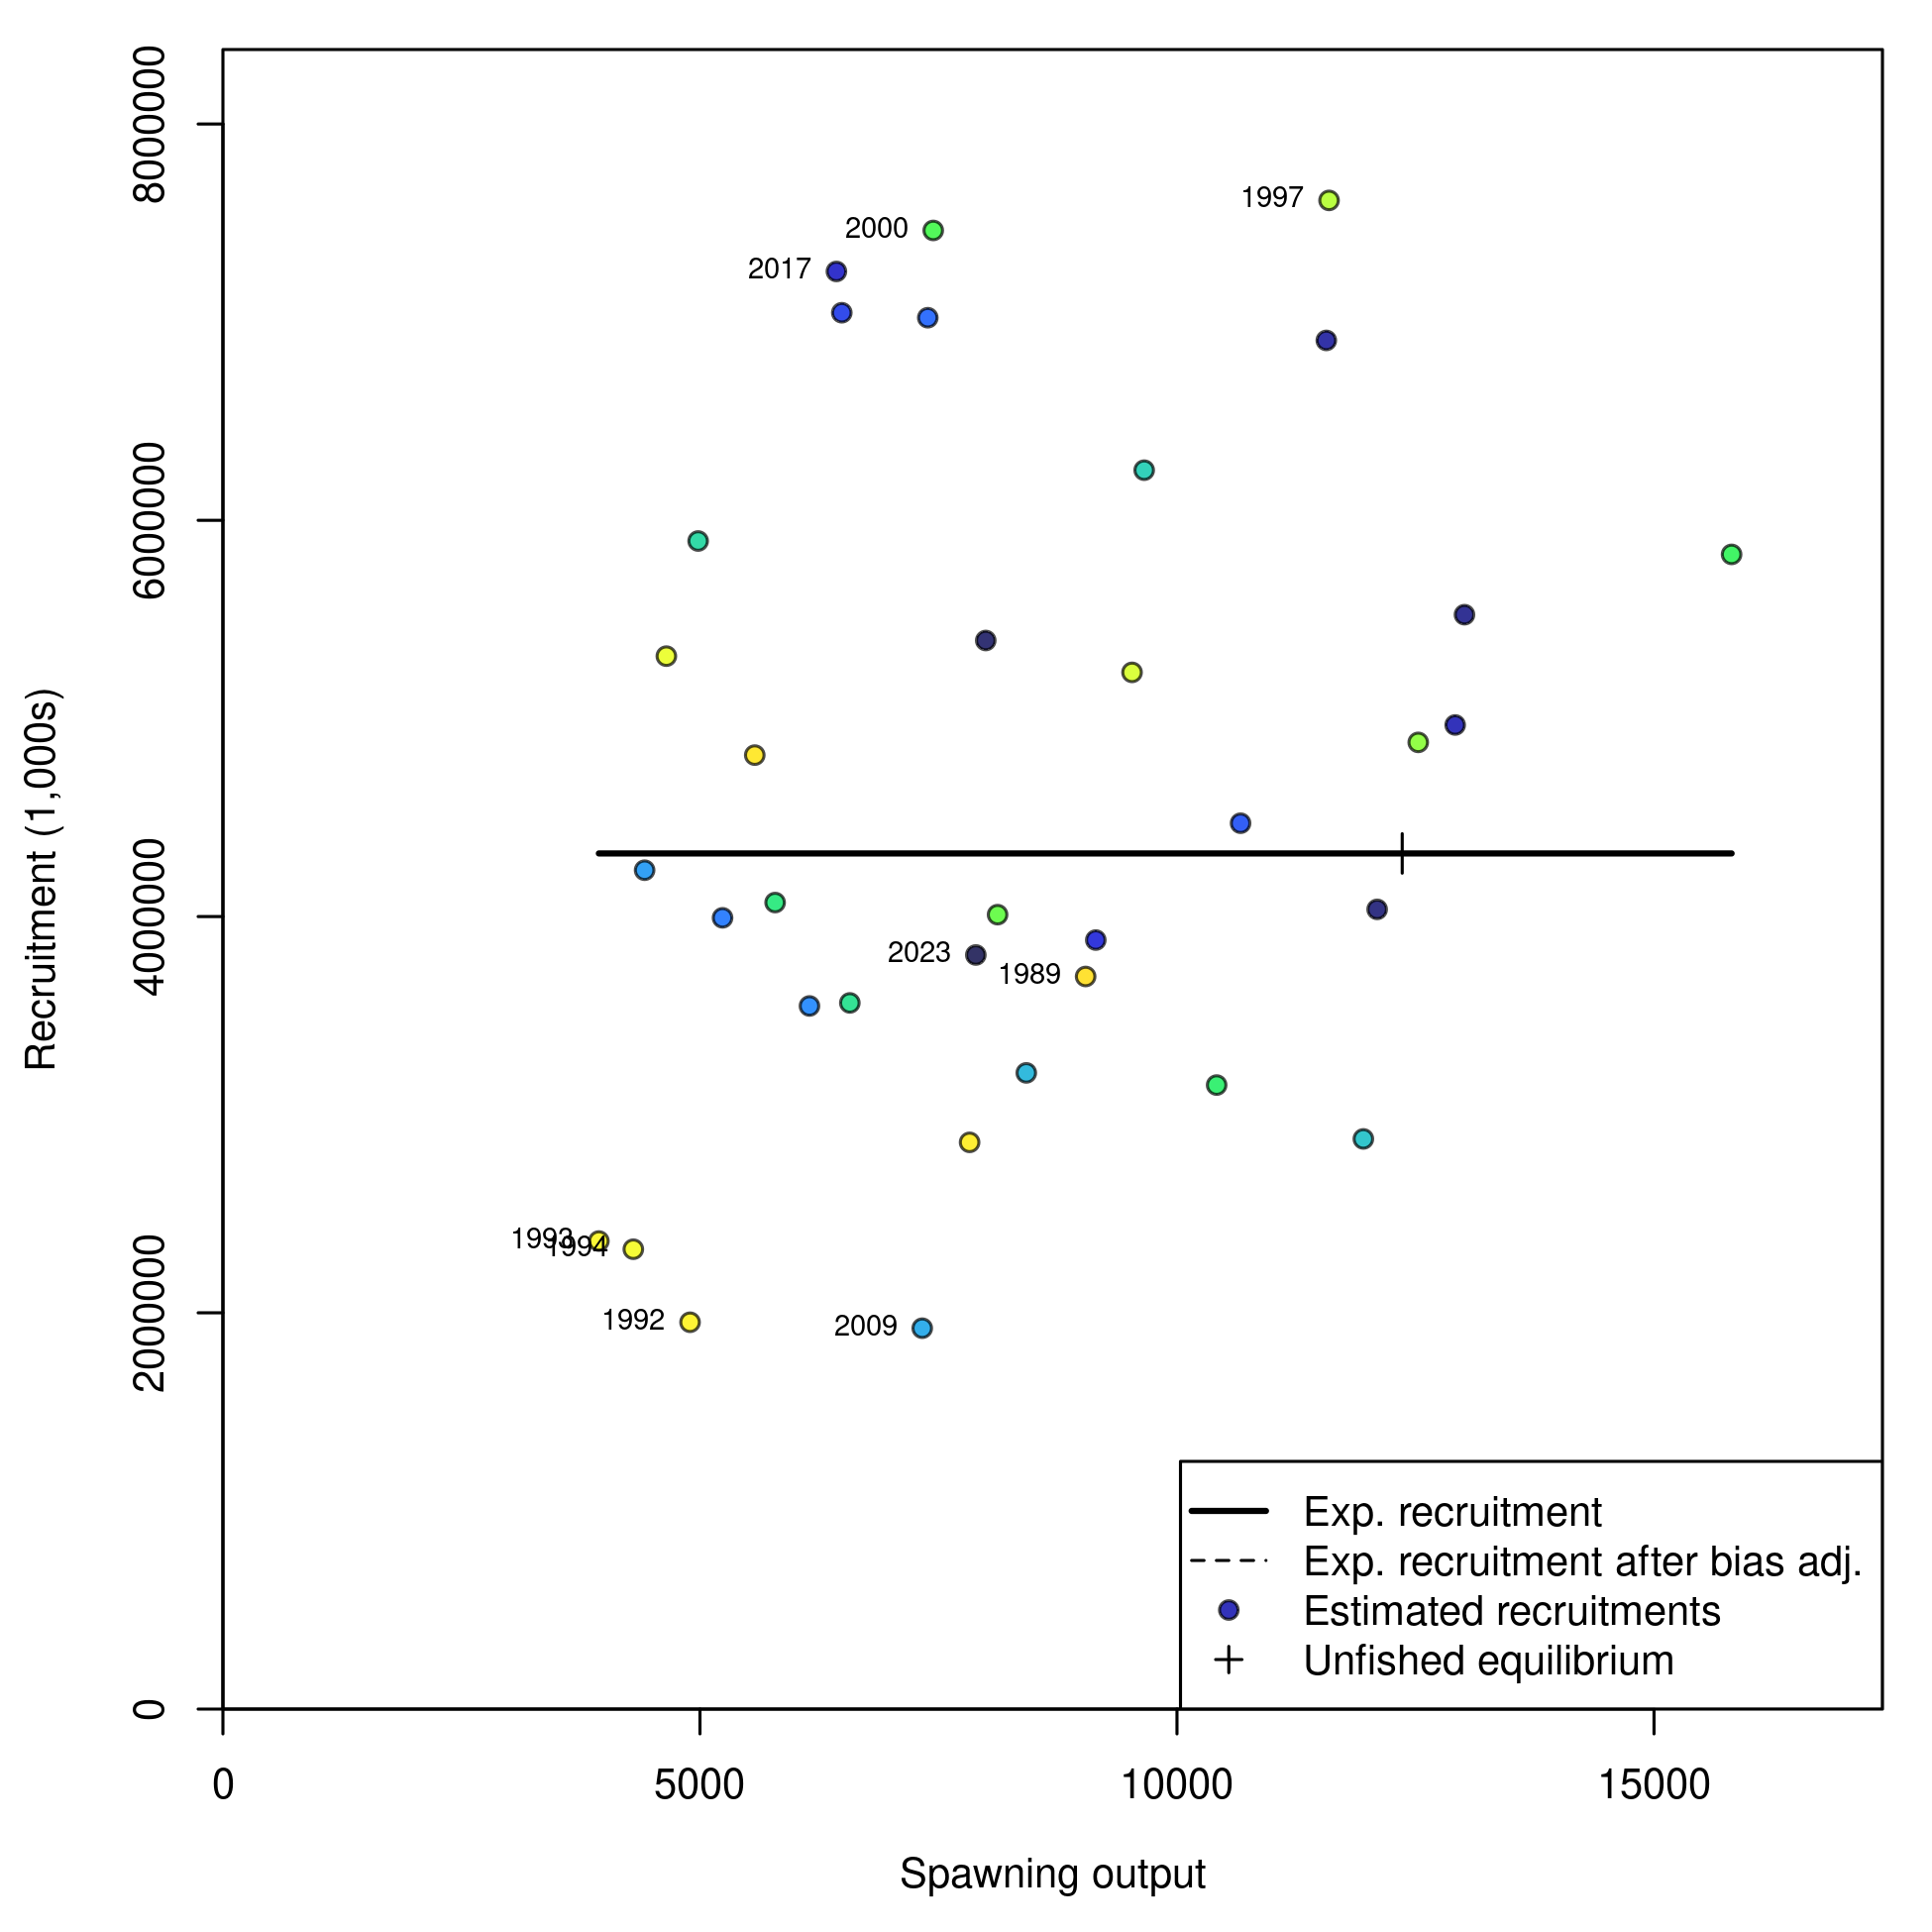 8000000
6000000
4000000
2000000
0
Recruitment (1,000s)
1997
2000
2017
2023
1989
1993
1994
1992
2009
Exp. recruitment
Exp. recruitment after bias adj.
Estimated recruitments
Unfished equilibrium
0 5000 10000 15000
Spawning output